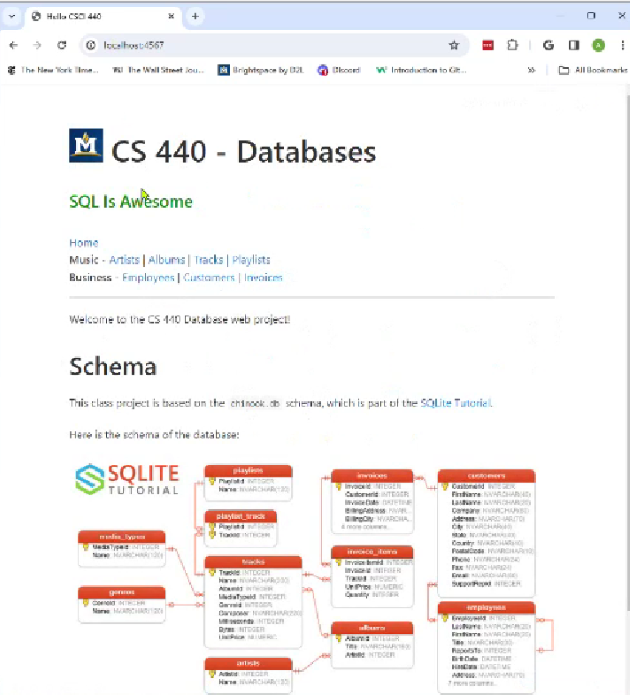 Hello CSCI 440
localhost:4567
The New York Time... The Wall Street Jou... Brightspace by D2L Discord Introduction to Git... » All Bookmarks
M CS 440 - Databases
SQL Is Awesome
Home
Music - Artists | Albums | Tracks | Playlists
Business - Employees | Customers | Invoices
Welcome to the CS 440 Database web project!
Schema
This class project is based on the chinook.db schema, which is part of the SQLite Tutorial.
Here is the schema of the database:
SQLITE
TUTORIAL
playlists
PlaylistId INTEGER
Name NVARCHAR(120)
playlist_track
PlaylistId INTEGER
TrackId INTEGER
media_types
MediaTypeId INTEGER
Name NVARCHAR(120)
genres
GenreId INTEGER
Name NVARCHAR(120)
tracks
TrackId INTEGER
Name NVARCHAR(200)
AlbumId INTEGER
MediaTypeId INTEGER
GenreId INTEGER
Composer NVARCHAR(220)
Milliseconds INTEGER
Bytes INTEGER
UnitPrice NUMERIC
artists
ArtistId INTEGER
Name NVARCHAR(120)
invoices
InvoiceId INTEGER
CustomerId INTEGER
InvoiceDate DATETIME
BillingAddress NVAR...
BillingCity NVARCHA...
4 more columns...
invoice_items
InvoiceItemId INTEGER
InvoiceId INTEGER
TrackId INTEGER
UnitPrice NUMERIC
Quantity INTEGER
albums
AlbumId INTEGER
Title NVARCHAR(160)
ArtistId INTEGER
customers
CustomerId INTEGER
FirstName NVARCHAR(40)
LastName NVARCHAR(20)
Company NVARCHAR(80)
Address NVARCHAR(70)
City NVARCHAR(40)
State NVARCHAR(40)
Country NVARCHAR(40)
PostalCode NVARCHAR(10)
Phone NVARCHAR(24)
Fax NVARCHAR(24)
Email NVARCHAR(60)
SupportRepId INTEGER
employees
EmployeeId INTEGER
LastName NVARCHAR(20)
FirstName NVARCHAR(20)
Title NVARCHAR(30)
ReportsTo INTEGER
BirthDate DATETIME
HireDate DATETIME
Address NVARCHAR(70)
7 more columns...